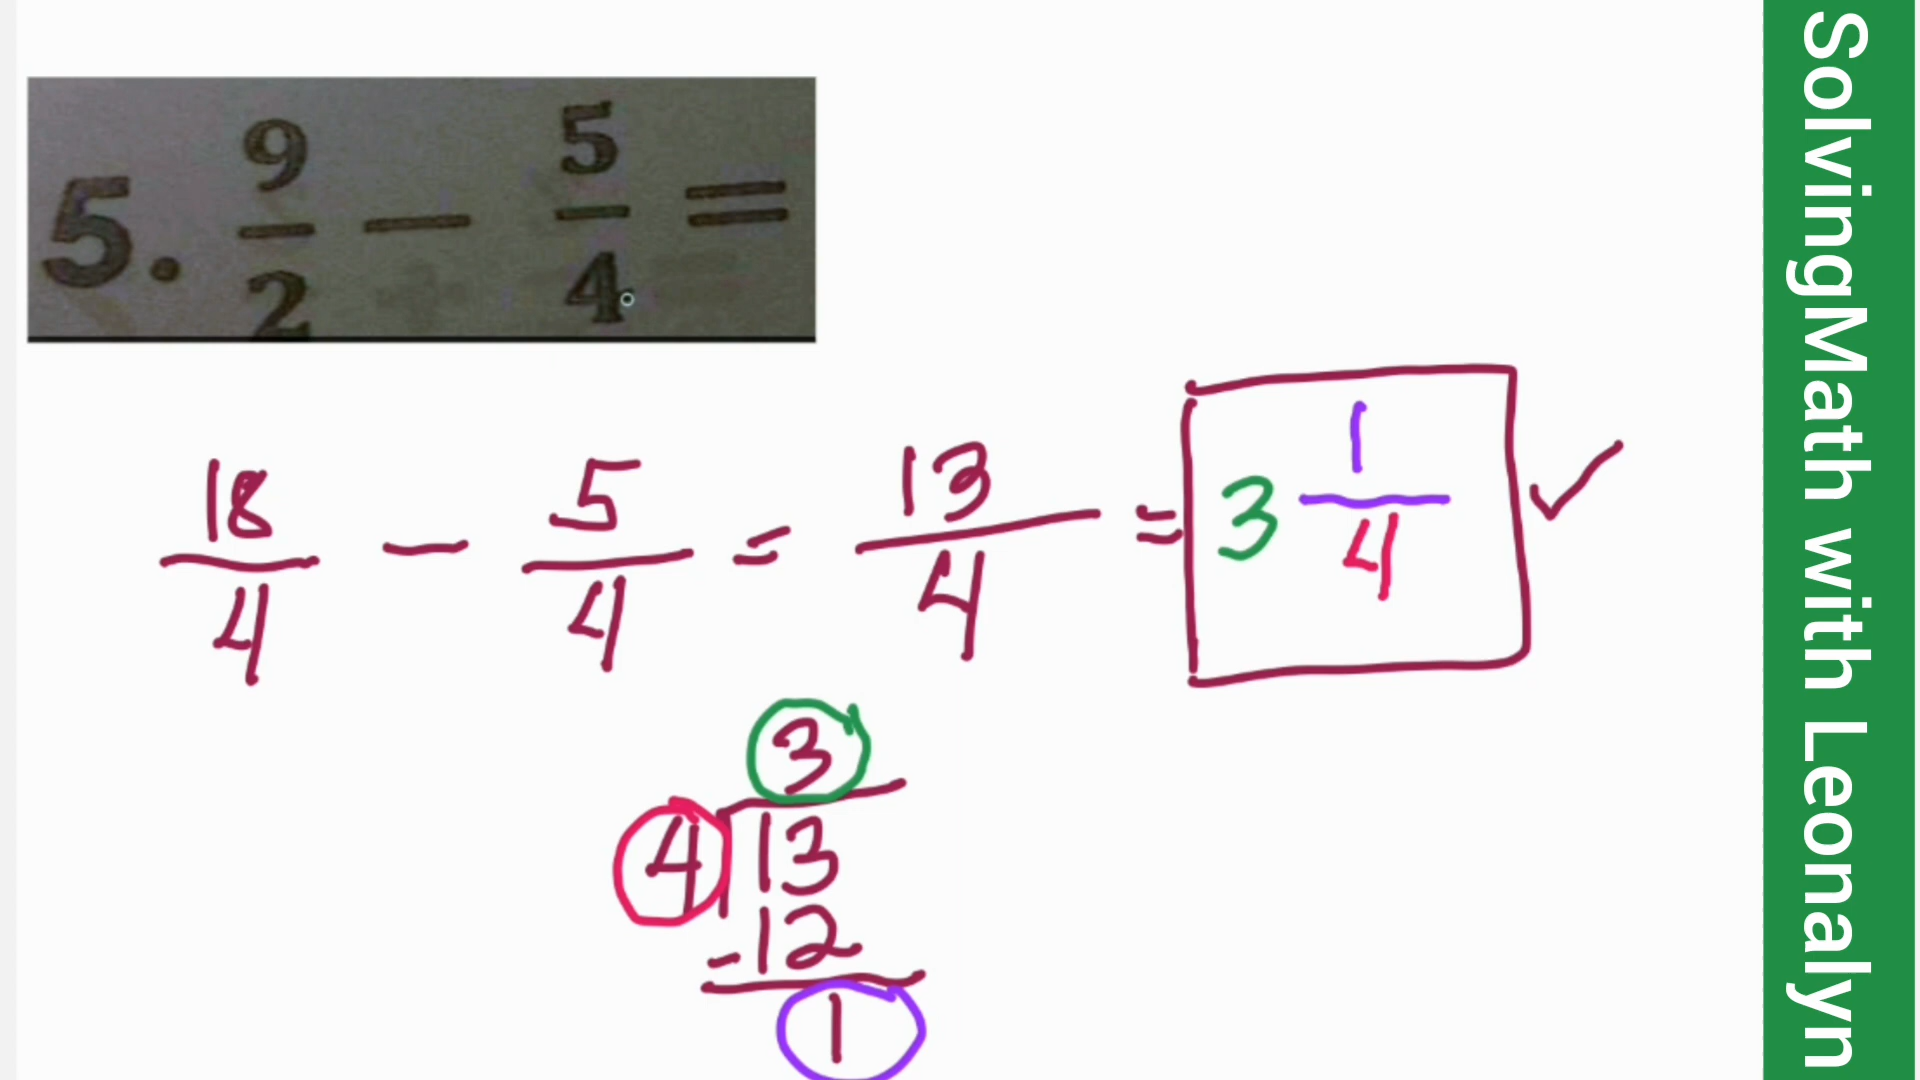 5. 9/2 — 5/4 =
18/4 - 5/4 = 13/4 = 3 1/4 ✓
3
4 13
-12
1
SolvingMath with Leonalyn